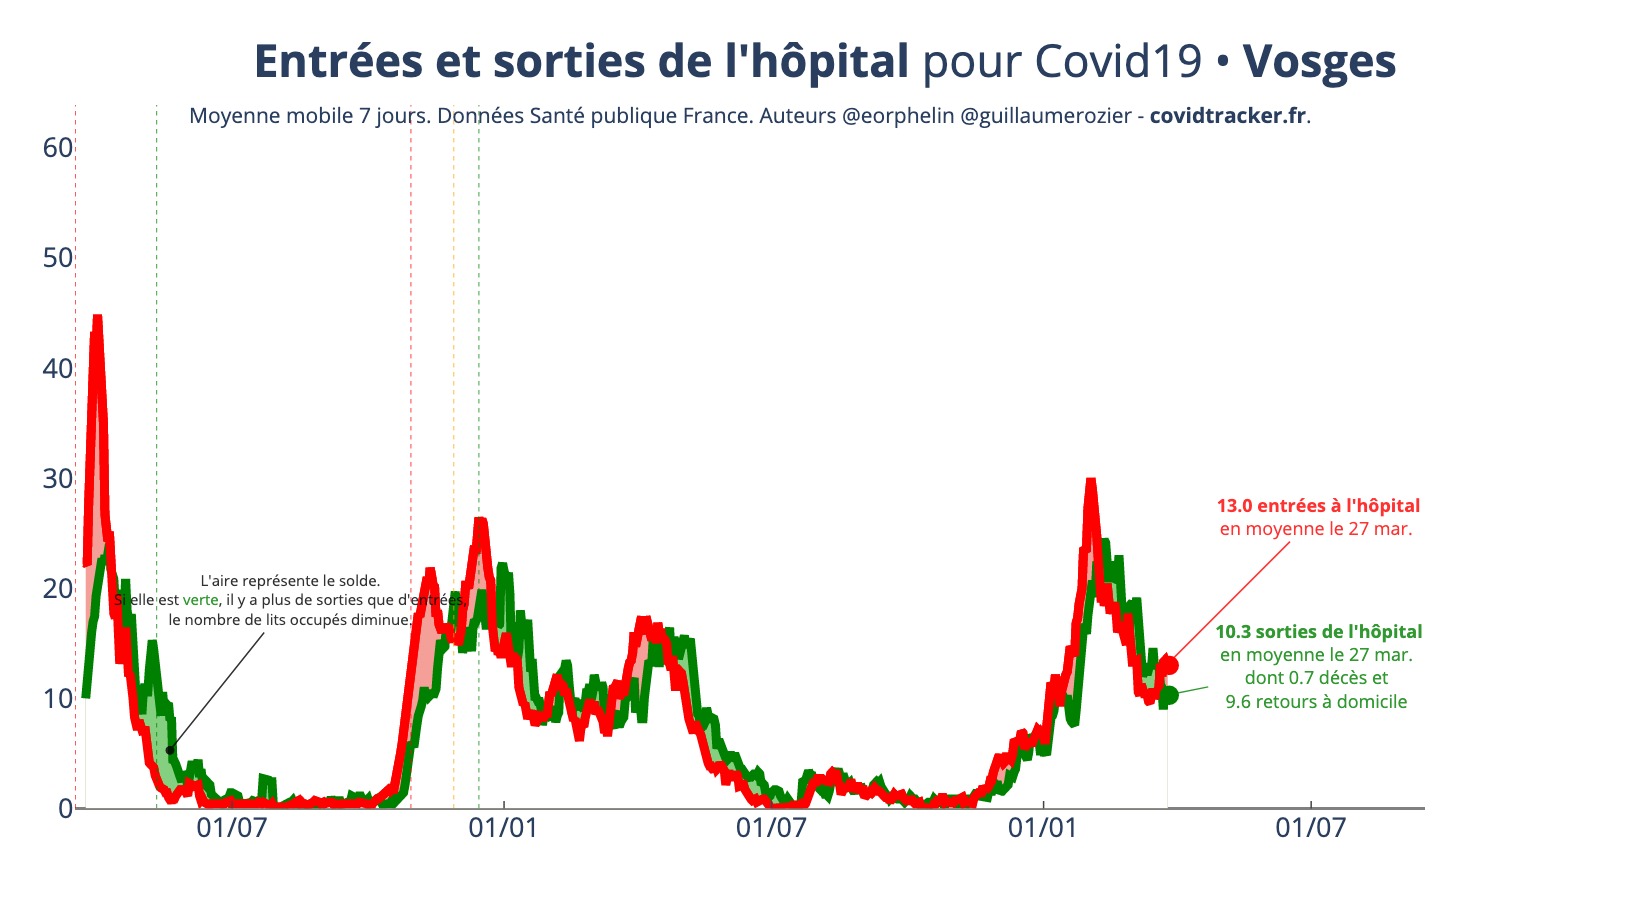 Entrées et sorties de l'hôpital pour Covid19 • Vosges
Moyenne mobile 7 jours. Données Santé publique France. Auteurs @eorphelin @guillaumerozier - covidtracker.fr.
60
50
40
30
20
10
0
L'aire représente le solde.
Si elle est verte, il y a plus de sorties que d'entrées,
le nombre de lits occupés diminue.
13.0 entrées à l'hôpital
en moyenne le 27 mar.
10.3 sorties de l'hôpital
en moyenne le 27 mar.
dont 0.7 décès et
9.6 retours à domicile
01/07
01/01
01/07
01/01
01/07